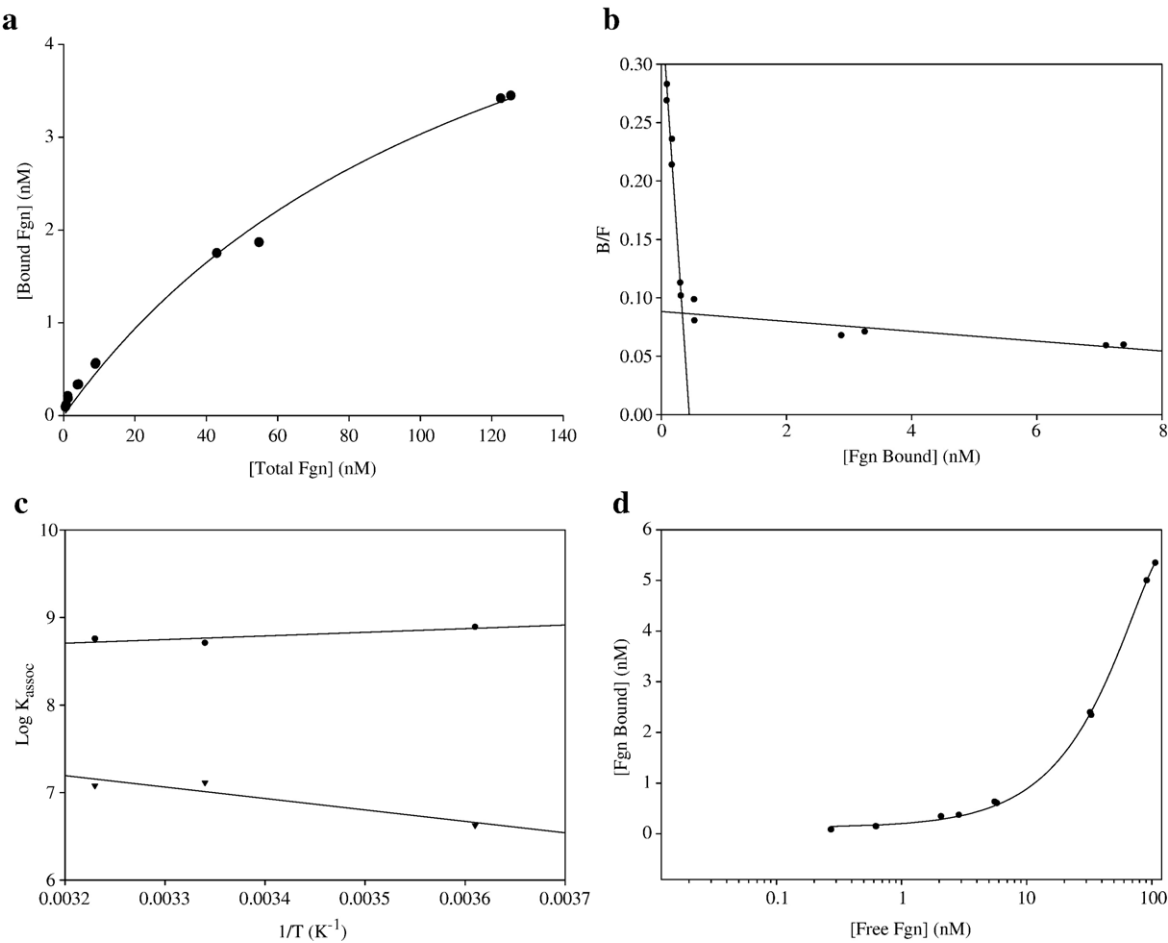 a
4
3
2
1
0
[Bound Fgn] (nM)
0 20 40 60 80 100 120 140
[Total Fgn] (nM)
b
0.30
0.25
0.20
0.15
0.10
0.05
0.00
B/F
0 2 4 6 8
[Fgn Bound] (nM)
c
10
9
8
7
6
Log Kassoc
0.0032 0.0033 0.0034 0.0035 0.0036 0.0037
1/T (K-1)
d
6
5
4
3
2
1
0
[Fgn Bound] (nM)
0.1 1 10 100
[Free Fgn] (nM)